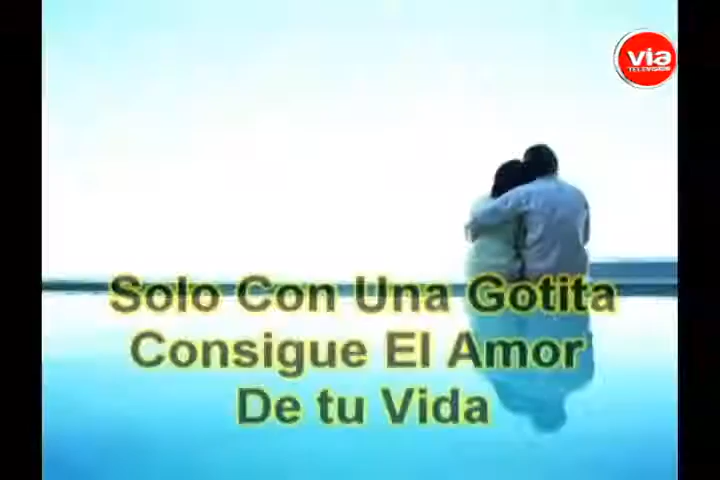 via
TELEVISION
Solo Con Una Gotita
Consigue El Amor
De tu Vida